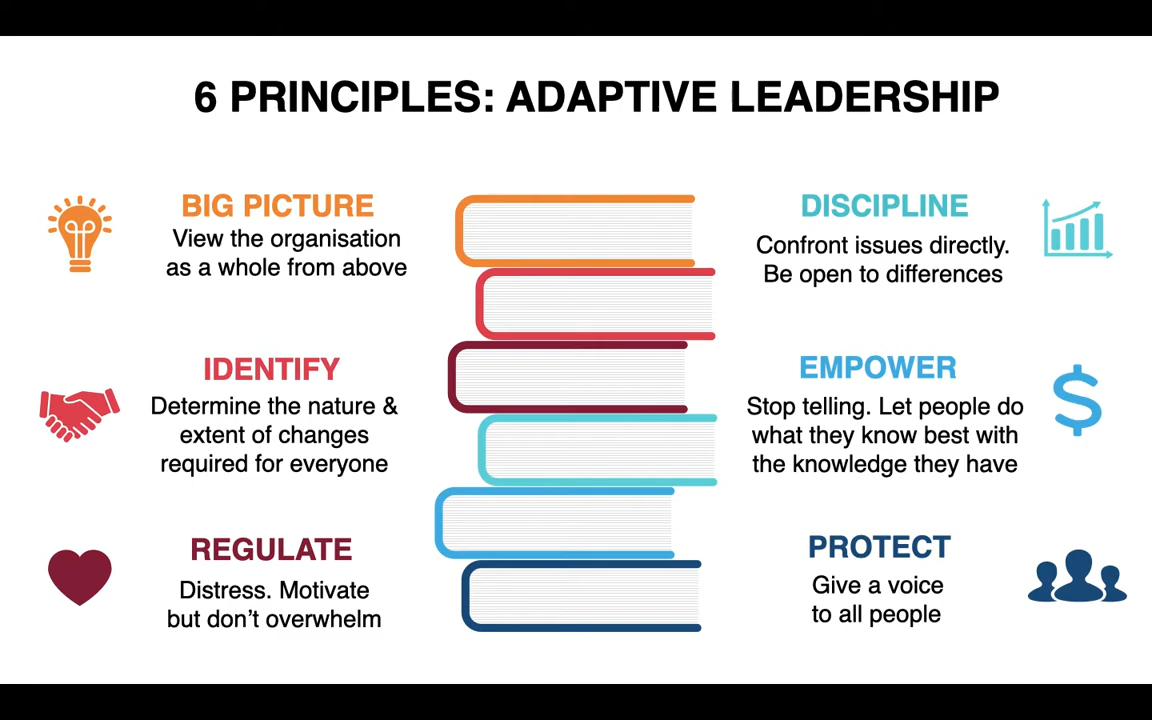 6 PRINCIPLES: ADAPTIVE LEADERSHIP
BIG PICTURE
View the organisation
as a whole from above
IDENTIFY
Determine the nature &
extent of changes
required for everyone
REGULATE
Distress. Motivate
but don’t overwhelm
DISCIPLINE
Confront issues directly.
Be open to differences
EMPOWER
Stop telling. Let people do
what they know best with
the knowledge they have
PROTECT
Give a voice
to all people